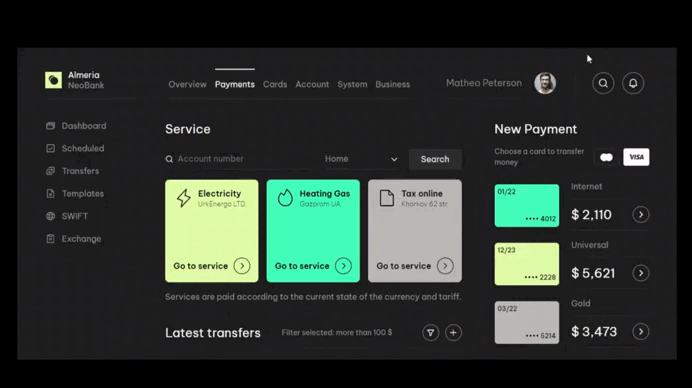 Almeria
NeoBank
Overview Payments Cards Account System Business
Matheo Peterson
Dashboard
Scheduled
Transfers
Templates
SWIFT
Exchange
Service
Account number
Home
Search
Electricity
UrkEnergo LTD.
Go to service
Heating Gas
Gazprom UA
Go to service
Tax online
Kharkov 62 str
Go to service
Services are paid according to the current state of the currency and tariff.
Latest transfers
Filter selected: more than 100 $
New Payment
Choose a card to transfer
money
VISA
01/22
•••• 4012
Internet
$ 2,110
12/23
•••• 2228
Universal
$ 5,621
03/22
•••• 5214
Gold
$ 3,473